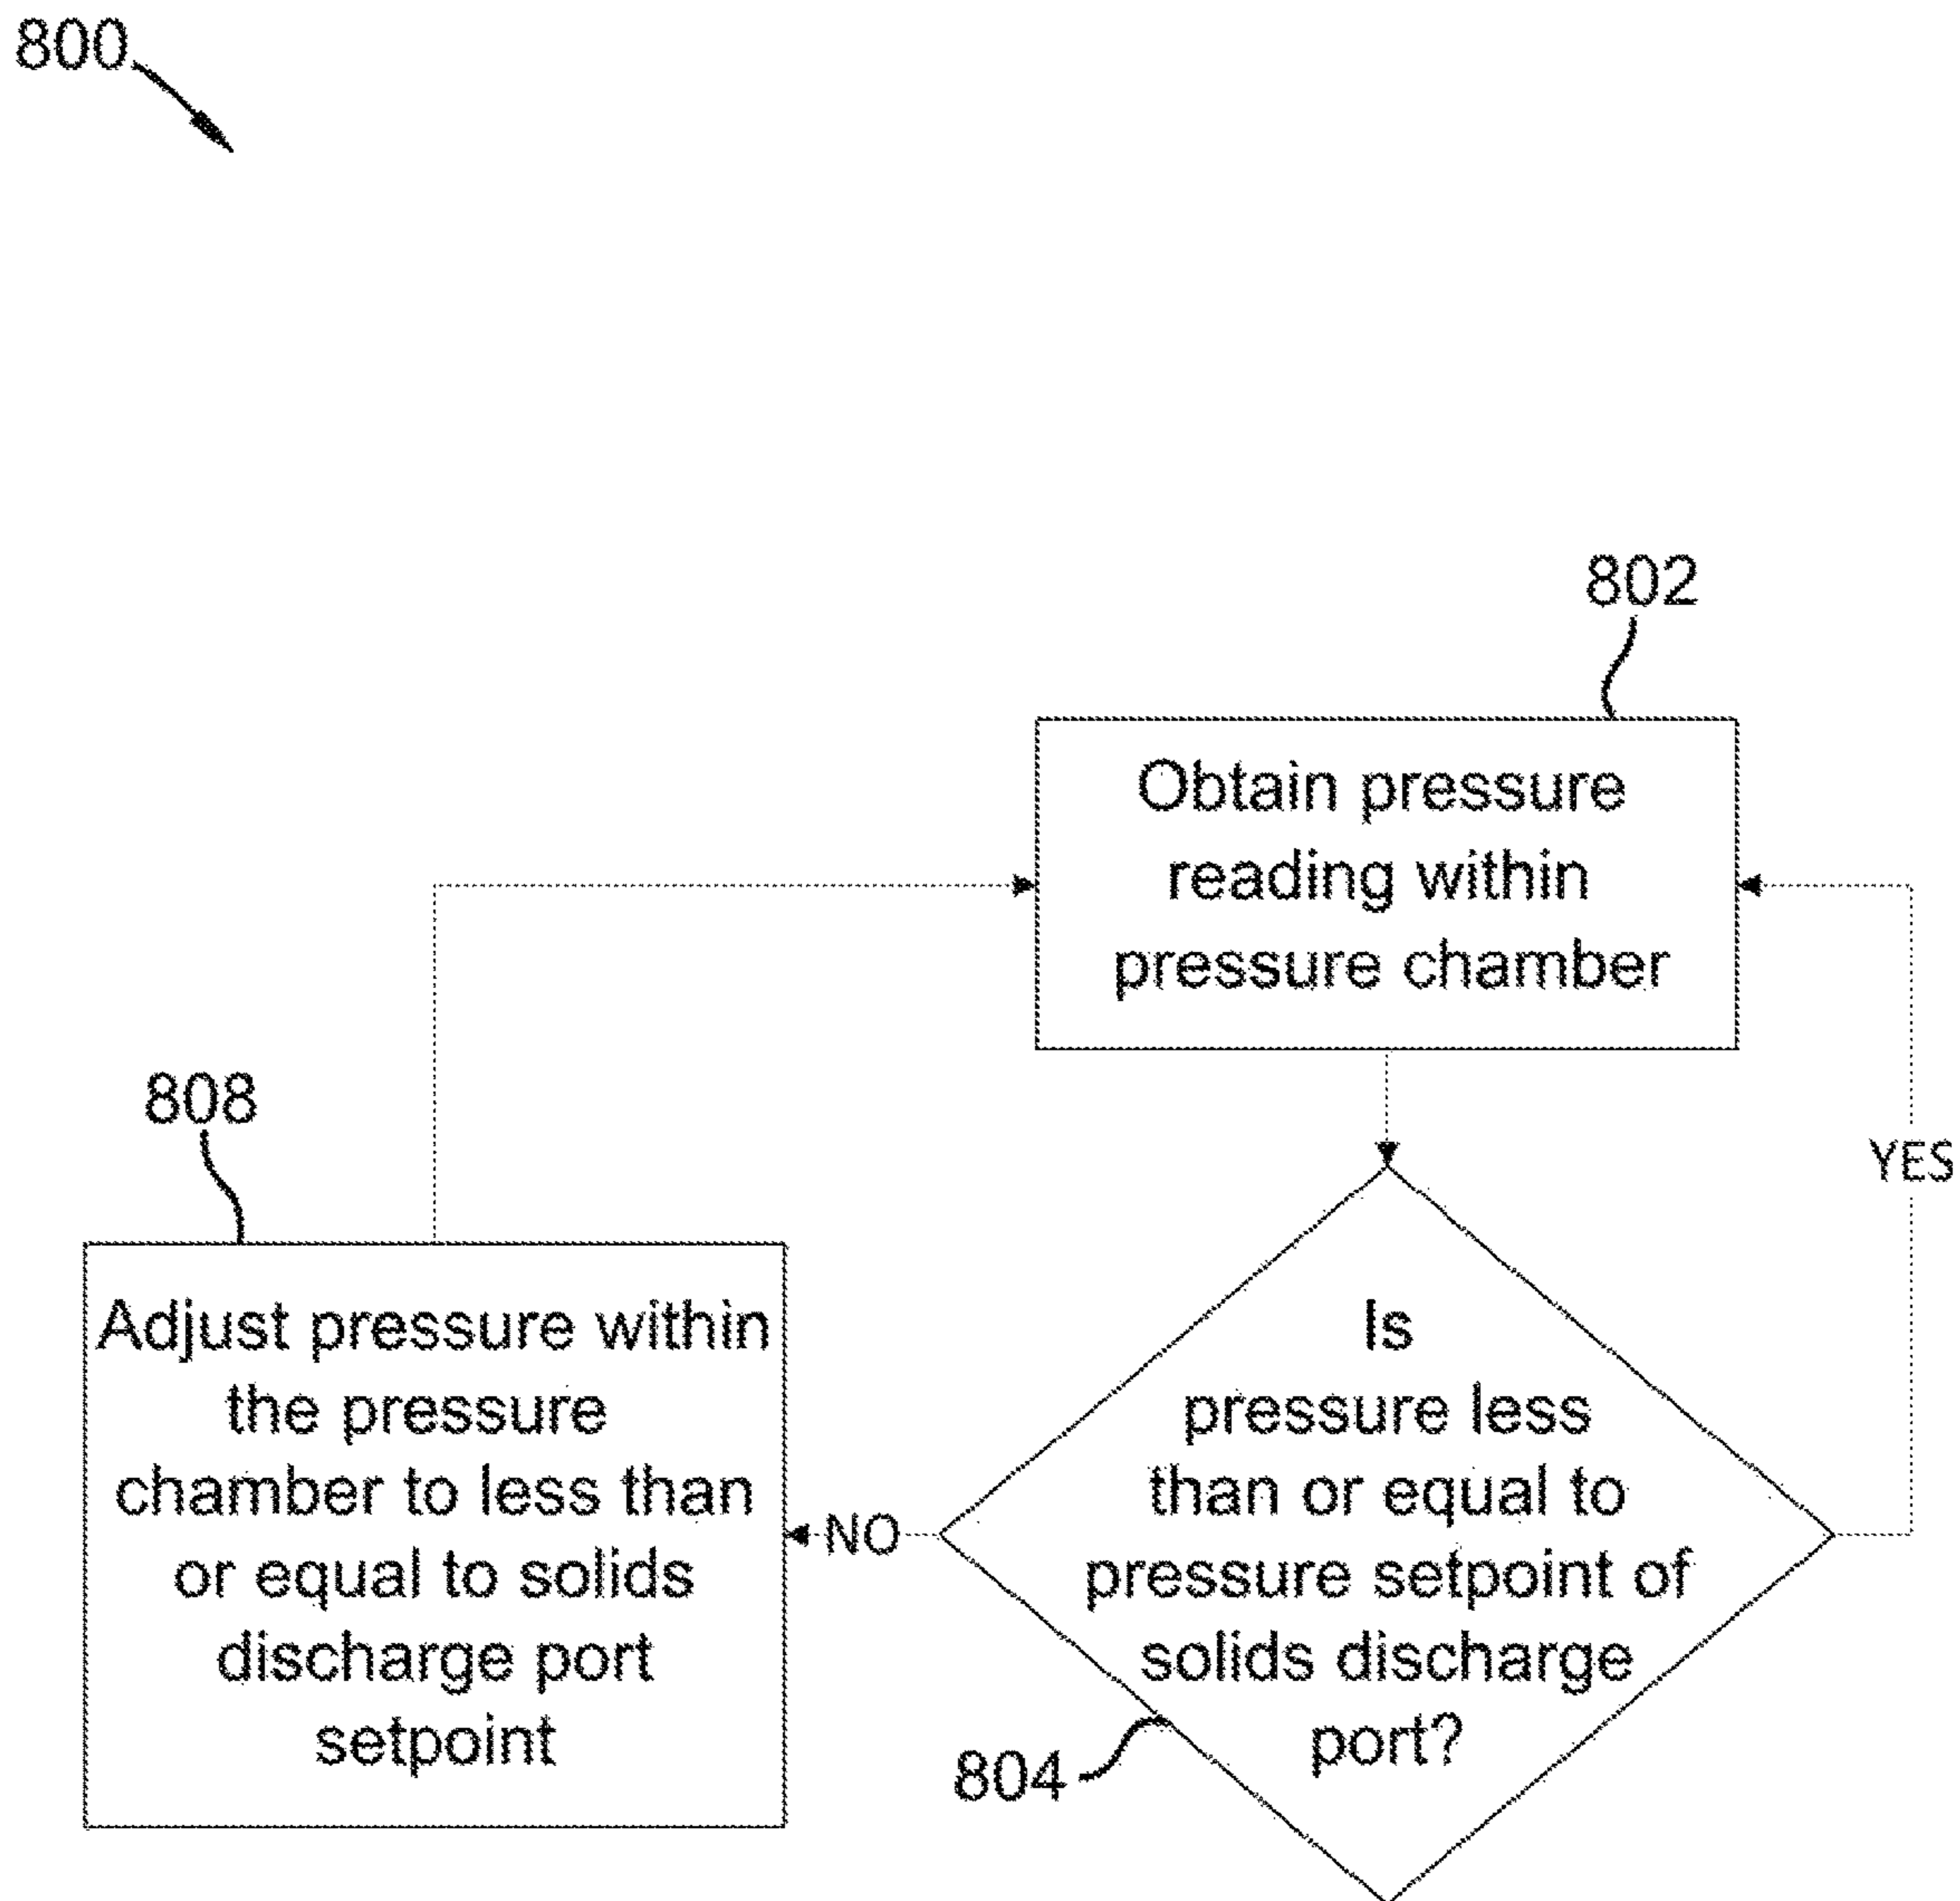 800
802
Obtain pressure
reading within
pressure chamber
YES
808
Adjust pressure within
the pressure
chamber to less than
or equal to solids
discharge port
setpoint
NO
Is
pressure less
than or equal to
pressure setpoint of
solids discharge
port?
804